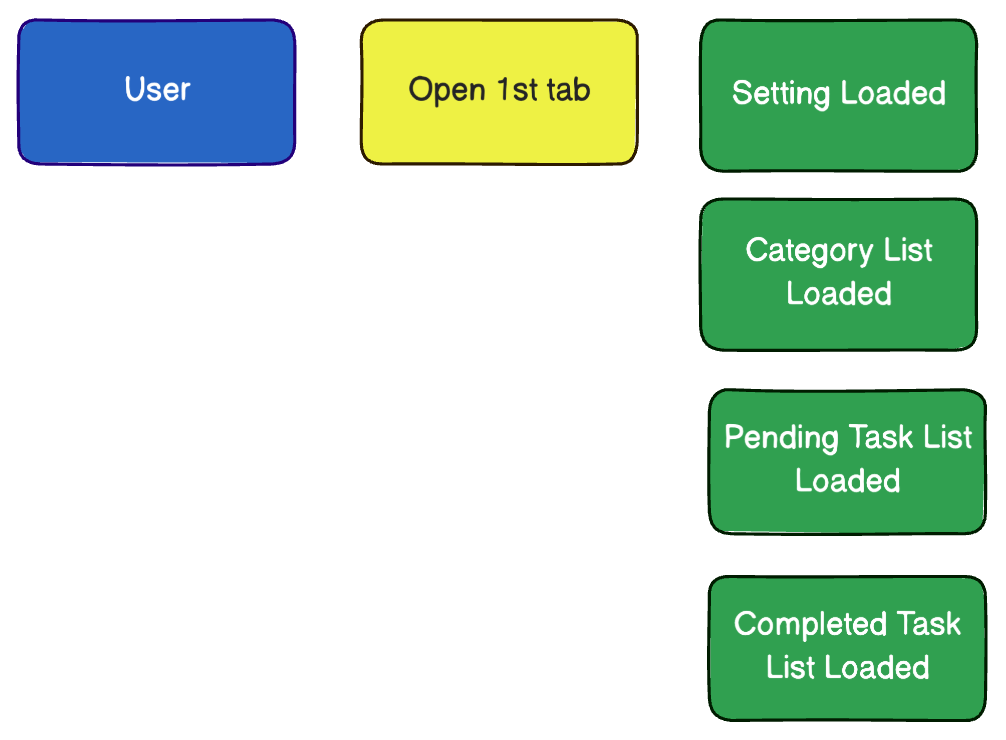 User
Open 1st tab
Setting Loaded
Category List
Loaded
Pending Task List
Loaded
Completed Task
List Loaded